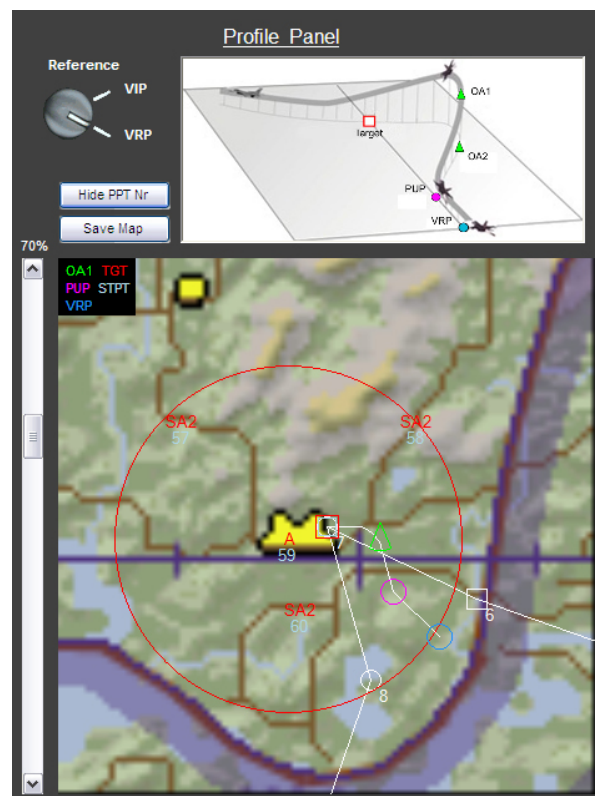 Profile Panel
Reference
VIP
VRP
OA1
Target
OA2
PUP
VRP
Hide PPT Nr
Save Map
70%
OA1 TGT
PUP STPT
VRP
SA2
57
SA2
58
A
59
SA2
60
6
8